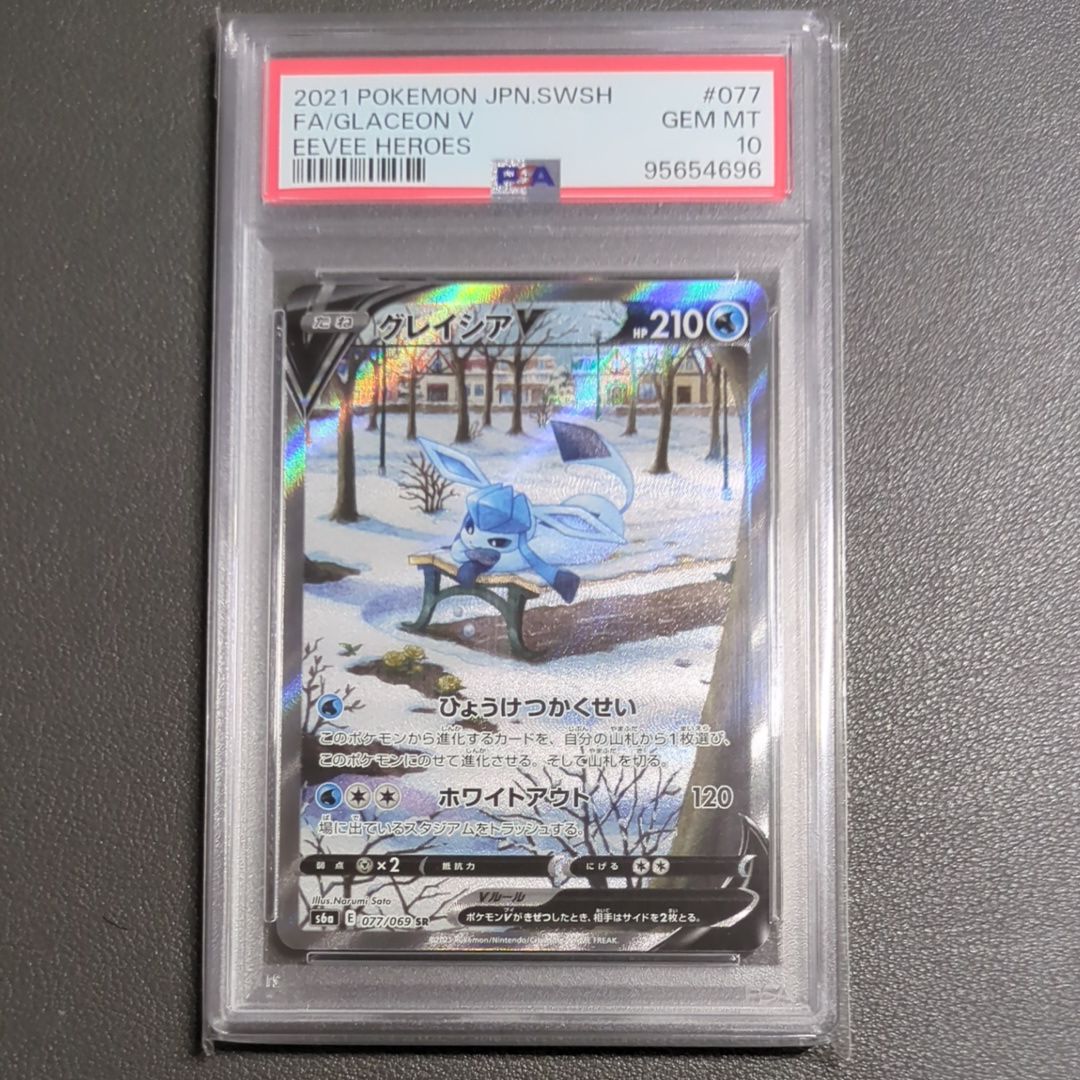 2021 POKEMON JPN.SWSH #077
FA/GLACEON V GEM MT
EEVEE HEROES 10
95654696
PSA
たね グレイシア HP 210
ひょうけつかくせい
このポケモンから進化するカードを、自分の山札から1枚選び、
このポケモンにのせて進化させる。そして山札を切る。
ホワイトアウト 120
場に出ているスタジアムをトラッシュする。
弱点 ×2 抵抗力 にげる
Illus. Narumi Sato
Vルール
s6a E 077/069 SR ポケモンVがきぜつしたとき、相手はサイドを2枚とる。
©2021 Pokémon/Nintendo/Creatures/GAME FREAK.